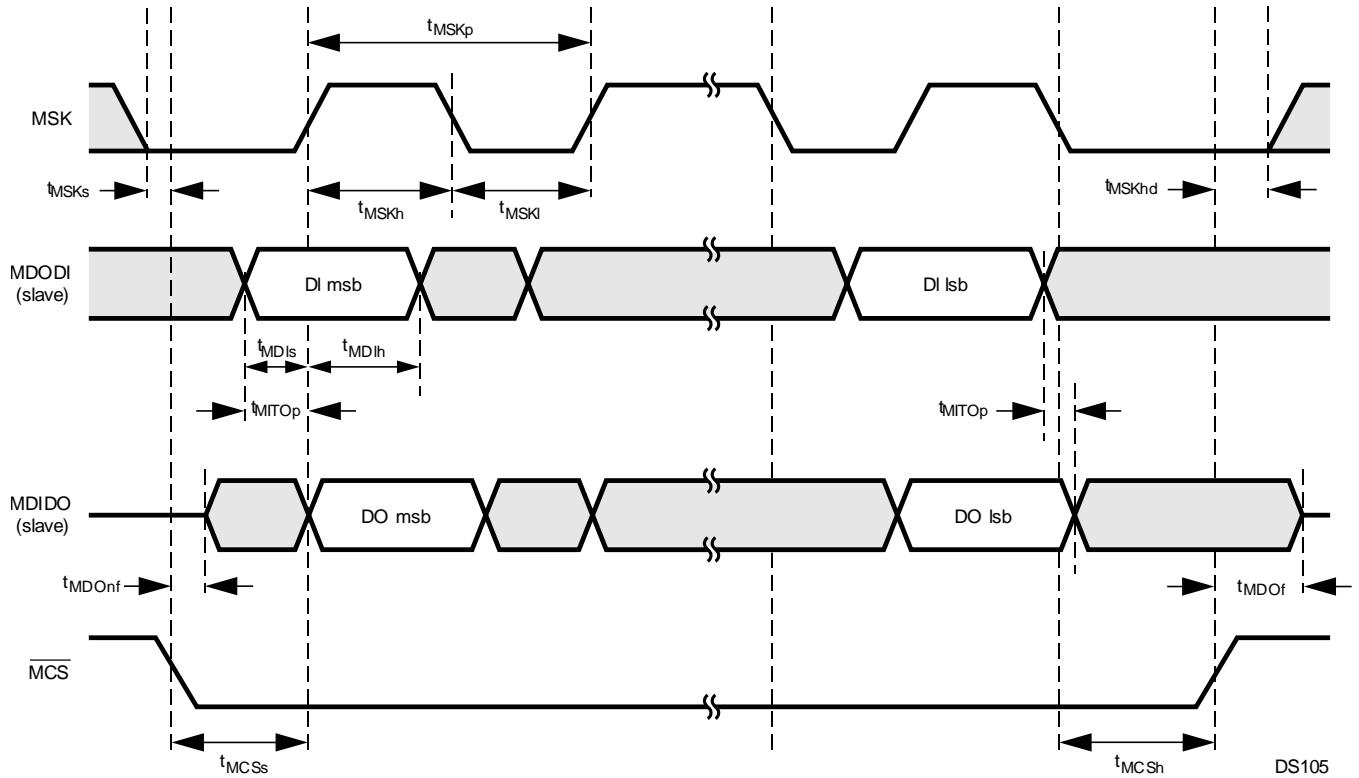 tMSKp
MSK
tMSKs
tMSKh
tMSKl
tMSKhd
MDODI
(slave)
DI msb
DI lsb
tMDIs
tMDIh
tMITOp
tMITOp
MDIDO
(slave)
DO msb
DO lsb
tMDOnf
tMDOf
MCS
tMCSs
tMCSh
DS105